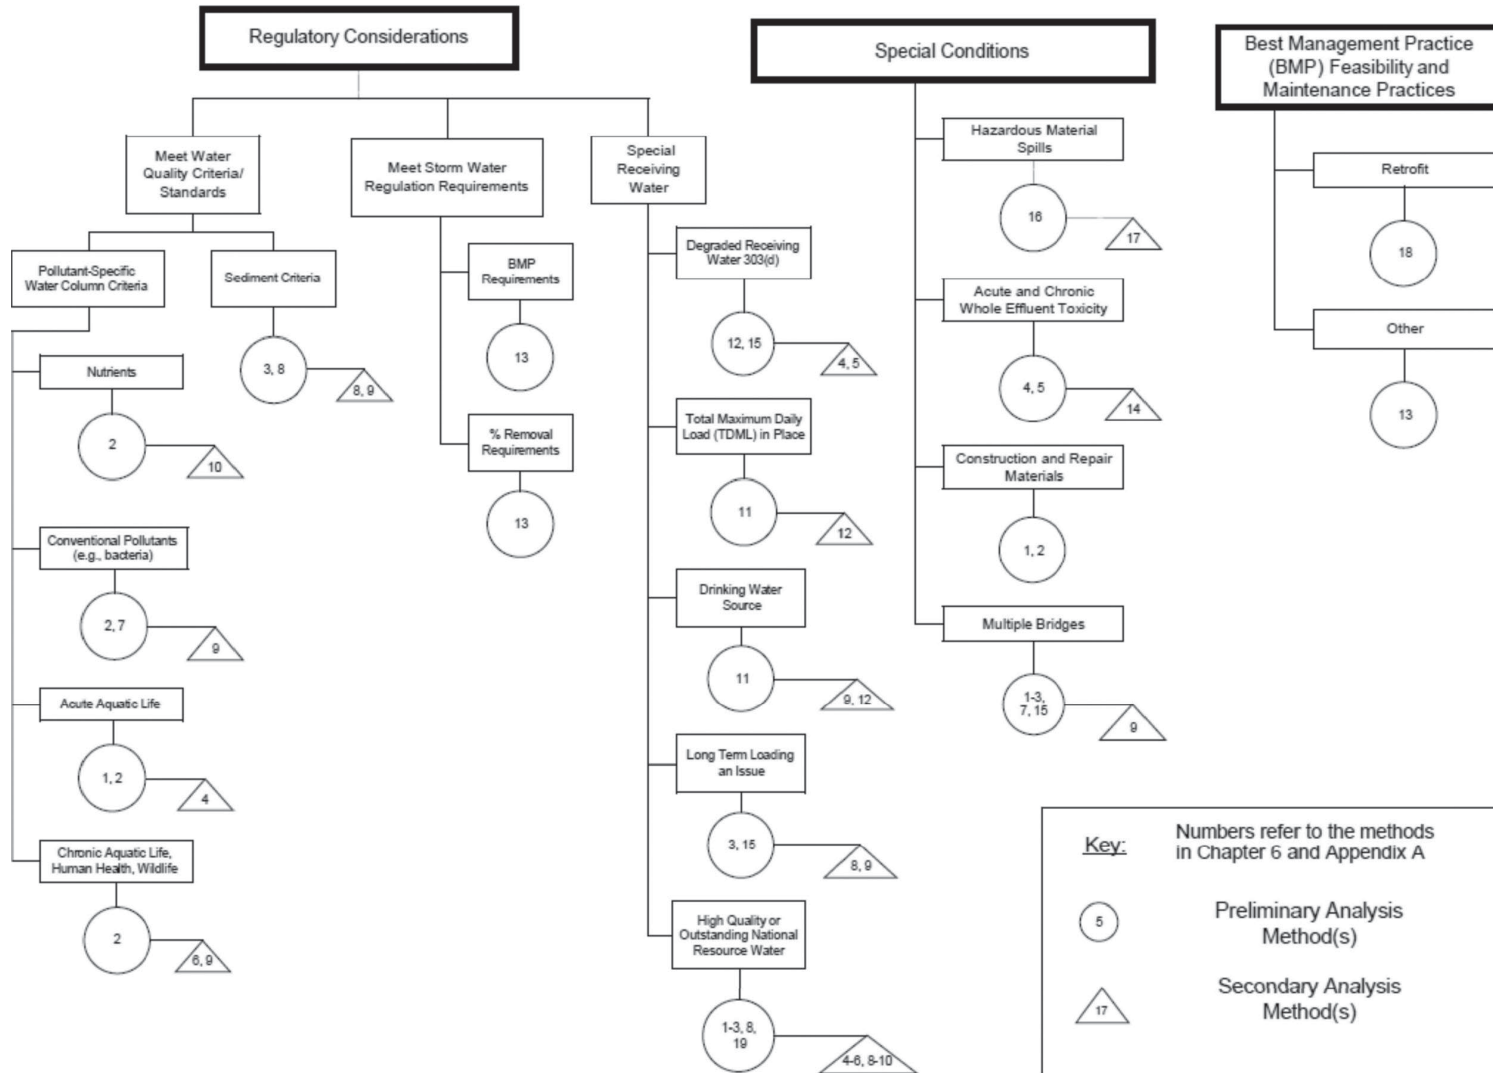 Regulatory Considerations
Meet Water
Quality Criteria/
Standards
Pollutant-Specific
Water Column Criteria
Nutrients
2
10
Conventional Pollutants
(e.g., bacteria)
2, 7
9
Acute Aquatic Life
1, 2
4
Chronic Aquatic Life,
Human Health, Wildlife
2
6, 9
Sediment Criteria
3, 8
8, 9
Meet Storm Water
Regulation Requirements
BMP
Requirements
13
% Removal
Requirements
13
Special
Receiving
Water
Degraded Receiving
Water 303(d)
12, 15
4, 5
Total Maximum Daily
Load (TDML) in Place
11
12
Drinking Water
Source
11
9, 12
Long Term Loading
an Issue
3, 15
8, 9
High Quality or
Outstanding National
Resource Water
1-3, 8,
19
4-6, 8-10
Special Conditions
Hazardous Material
Spills
16
17
Acute and Chronic
Whole Effluent Toxicity
4, 5
14
Construction and Repair
Materials
1, 2
Multiple Bridges
1-3,
7, 15
9
Best Management Practice
(BMP) Feasibility and
Maintenance Practices
Retrofit
18
Other
13
Key:
Numbers refer to the methods
in Chapter 6 and Appendix A
5
Preliminary Analysis
Method(s)
17
Secondary Analysis
Method(s)